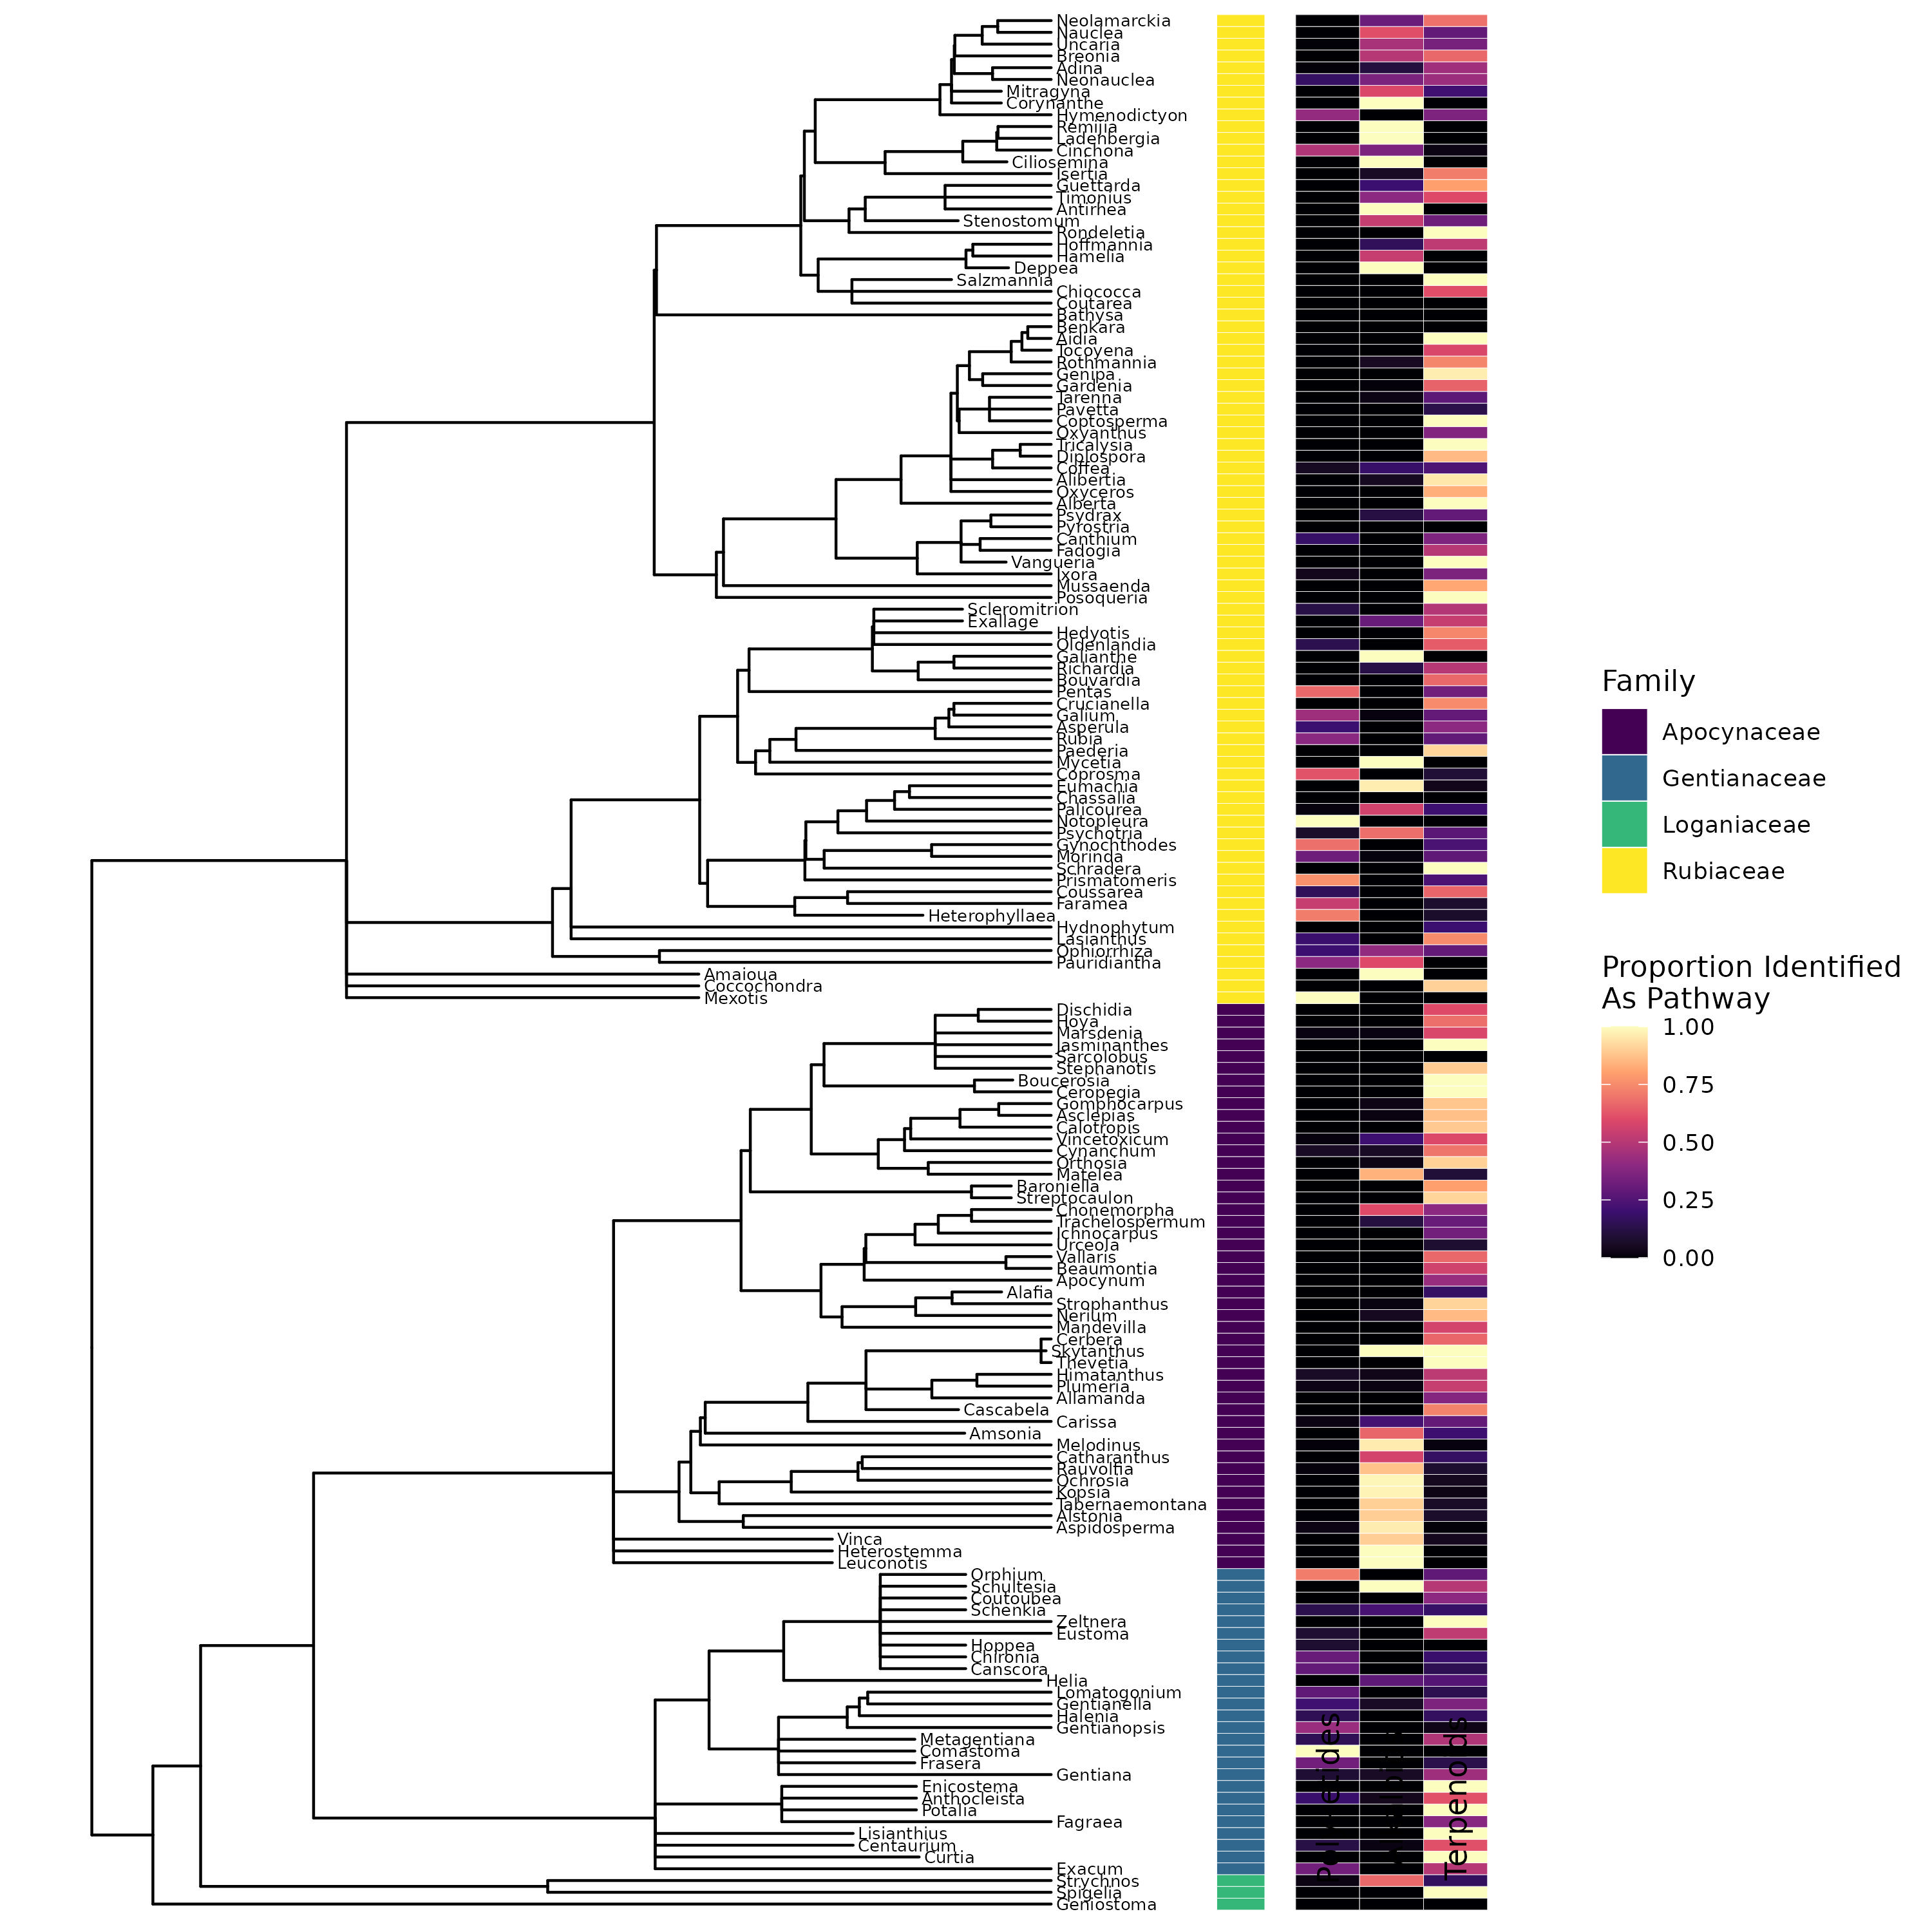 Neolamarckia
Nauclea
Uncaria
Breonia
Adina
Neonauclea
Mitragyna
Corynanthe
Hymenodictyon
Remijia
Ladenbergia
Cinchona
Ciliosemina
Isertia
Guettarda
Timonius
Antirhea
Stenostomum
Rondeletia
Hoffmannia
Hamelia
Deppea
Salzmannia
Chiococca
Coutarea
Bathysa
Benkara
Aidia
Tocoyena
Rothmannia
Genipa
Gardenia
Tarenna
Pavetta
Coptosperma
Oxyanthus
Tricalysia
Diplospora
Coffea
Alibertia
Oxyceros
Alberta
Psydrax
Pyrostria
Canthium
Fadogia
Vangueria
Ixora
Mussaenda
Posoqueria
Scleromitrion
Exallage
Hedyotis
Oldenlandia
Galianthe
Richardia
Bouvardia
Pentas
Crucianella
Galium
Asperula
Rubia
Paederia
Mycetia
Coprosma
Eumachia
Chassalia
Palicourea
Notopleura
Psychotria
Gynochthodes
Morinda
Schradera
Prismatomeris
Coussarea
Faramea
Heterophyllaea
Hydnophytum
Lasianthus
Ophiorrhiza
Pauridiantha
Amaioua
Coccochondra
Mexotis
Dischidia
Hoya
Marsdenia
Jasminanthes
Sarcolobus
Stephanotis
Boucerosia
Ceropegia
Gomphocarpus
Asclepias
Calotropis
Vincetoxicum
Cynanchum
Orthosia
Matelea
Baroniella
Streptocaulon
Chonemorpha
Trachelospermum
Ichnocarpus
Urceola
Vallaris
Beaumontia
Apocynum
Alafia
Strophanthus
Nerium
Mandevilla
Cerbera
Skytanthus
Thevetia
Himatanthus
Plumeria
Allamanda
Cascabela
Carissa
Amsonia
Melodinus
Catharanthus
Rauvolfia
Ochrosia
Kopsia
Tabernaemontana
Alstonia
Aspidosperma
Vinca
Heterostemma
Leuconotis
Orphium
Schultesia
Coutoubea
Schenkia
Zeltnera
Eustoma
Hoppea
Chironia
Canscora
Helia
Lomatogonium
Gentianella
Halenia
Gentianopsis
Metagentiana
Comastoma
Frasera
Gentiana
Enicostema
Anthocleista
Potalia
Fagraea
Lisianthius
Centaurium
Curtia
Exacum
Strychnos
Spigelia
Geniostoma
Terpenoids
Family
Apocynaceae
Gentianaceae
Loganiaceae
Rubiaceae
Proportion Identified
As Pathway
1.00
0.75
0.50
0.25
0.00